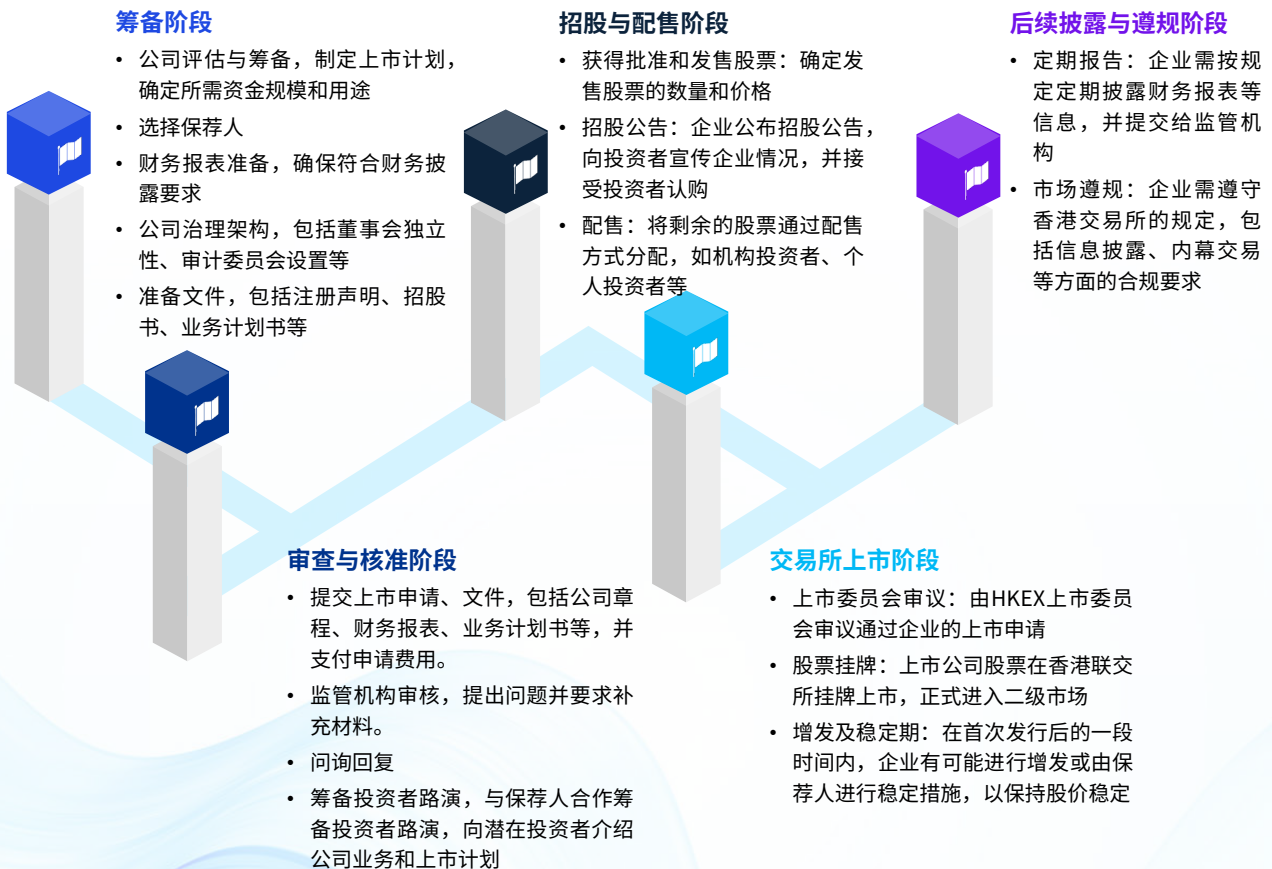 筹备阶段
• 公司评估与筹备，制定上市计划，
确定所需资金规模和用途
• 选择保荐人
• 财务报表准备，确保符合财务披
露要求
• 公司治理架构，包括董事会独立
性、审计委员会设置等
• 准备文件，包括注册声明、招股
书、业务计划书等
审查与核准阶段
• 提交上市申请、文件，包括公司章
程、财务报表、业务计划书等，并
支付申请费用。
• 监管机构审核，提出问题并要求补
充材料。
• 问询回复
• 筹备投资者路演，与保荐人合作筹
备投资者路演，向潜在投资者介绍
公司业务和上市计划
招股与配售阶段
• 获得批准和发售股票：确定发
售股票的数量和价格
• 招股公告：企业公布招股公告，
向投资者宣传企业情况，并接
受投资者认购
• 配售：将剩余的股票通过配售
方式分配，如机构投资者、个
人投资者等
交易所上市阶段
• 上市委员会审议：由HKEX上市委员
会审议通过企业的上市申请
• 股票挂牌：上市公司股票在香港联交
所挂牌上市，正式进入二级市场
• 增发及稳定期：在首次发行后的一段
时间内，企业有可能进行增发或由保
荐人进行稳定措施，以保持股价稳定
后续披露与遵规阶段
• 定期报告：企业需按规
定定期披露财务报表等
信息，并提交给监管机
构
• 市场遵规：企业需遵守
香港交易所的规定，包
括信息披露、内幕交易
等方面的合规要求